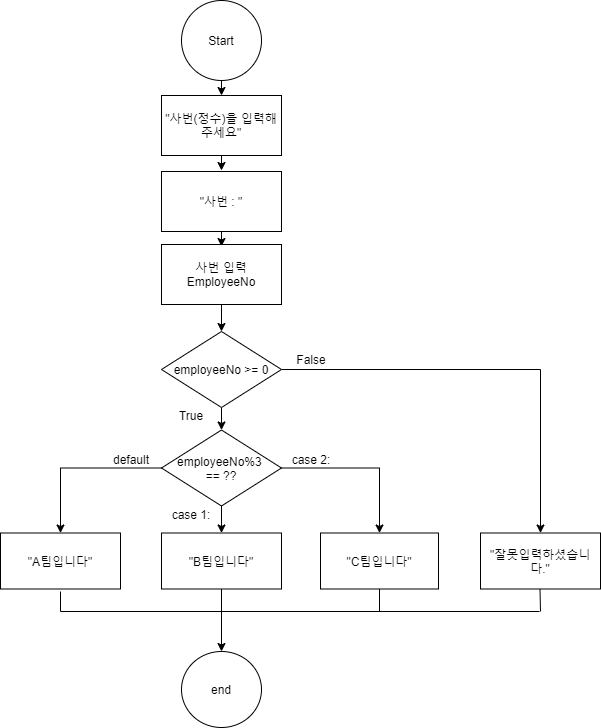 Start
"사번(정수)을 입력해
주세요"
"사번 : "
사번 입력
EmployeeNo
employeeNo >= 0
False
True
employeeNo%3
== ??
default
case 2:
case 1:
"A팀입니다"
"B팀입니다"
"C팀입니다"
"잘못입력하셨습니
다."
end